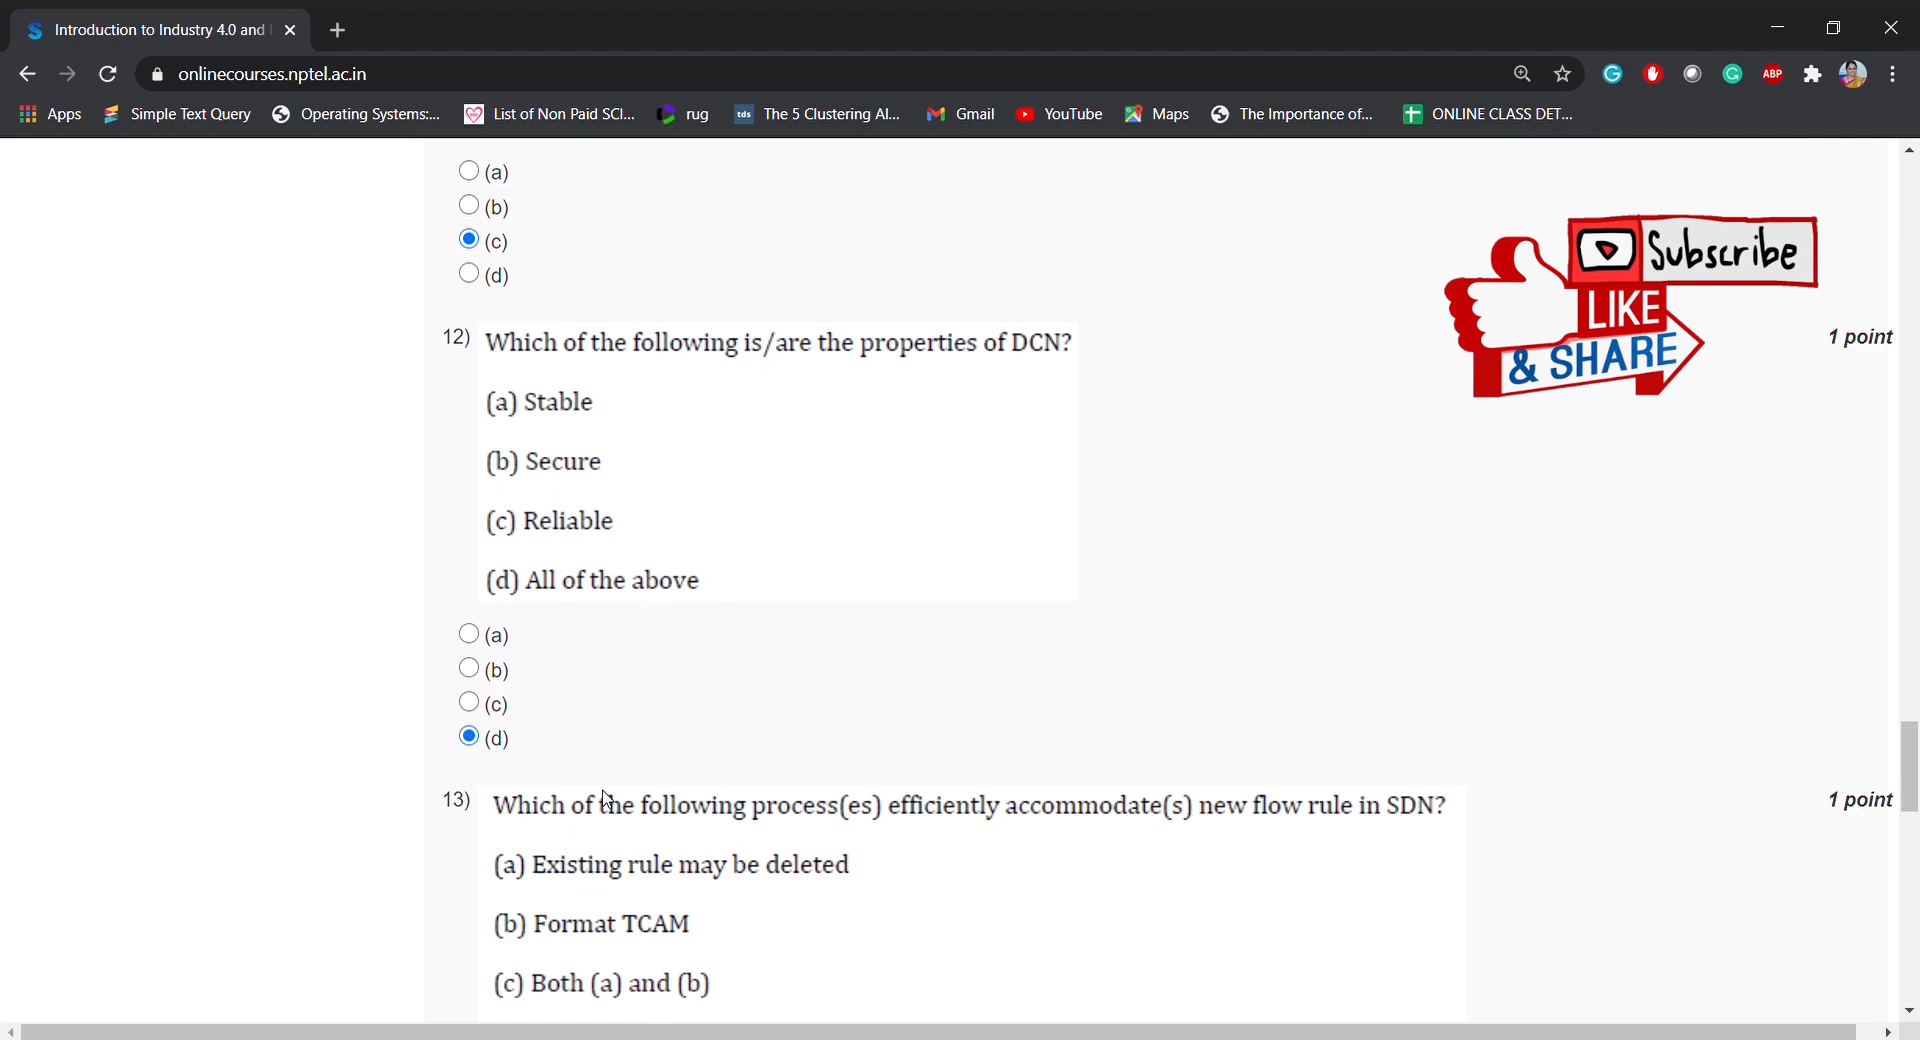 Introduction to Industry 4.0 and
onlinecourses.nptel.ac.in
ABP
Apps
Simple Text Query
Operating Systems:...
List of Non Paid SCI...
rug
tds
The 5 Clustering Al...
Gmail
YouTube
Maps
The Importance of...
ONLINE CLASS DET...
(a)
(b)
(c)
(d)
Subscribe
LIKE
& SHARE
12) Which of the following is/are the properties of DCN?
1 point
(a) Stable
(b) Secure
(c) Reliable
(d) All of the above
(a)
(b)
(c)
(d)
13) Which of the following process(es) efficiently accommodate(s) new flow rule in SDN?
1 point
(a) Existing rule may be deleted
(b) Format TCAM
(c) Both (a) and (b)